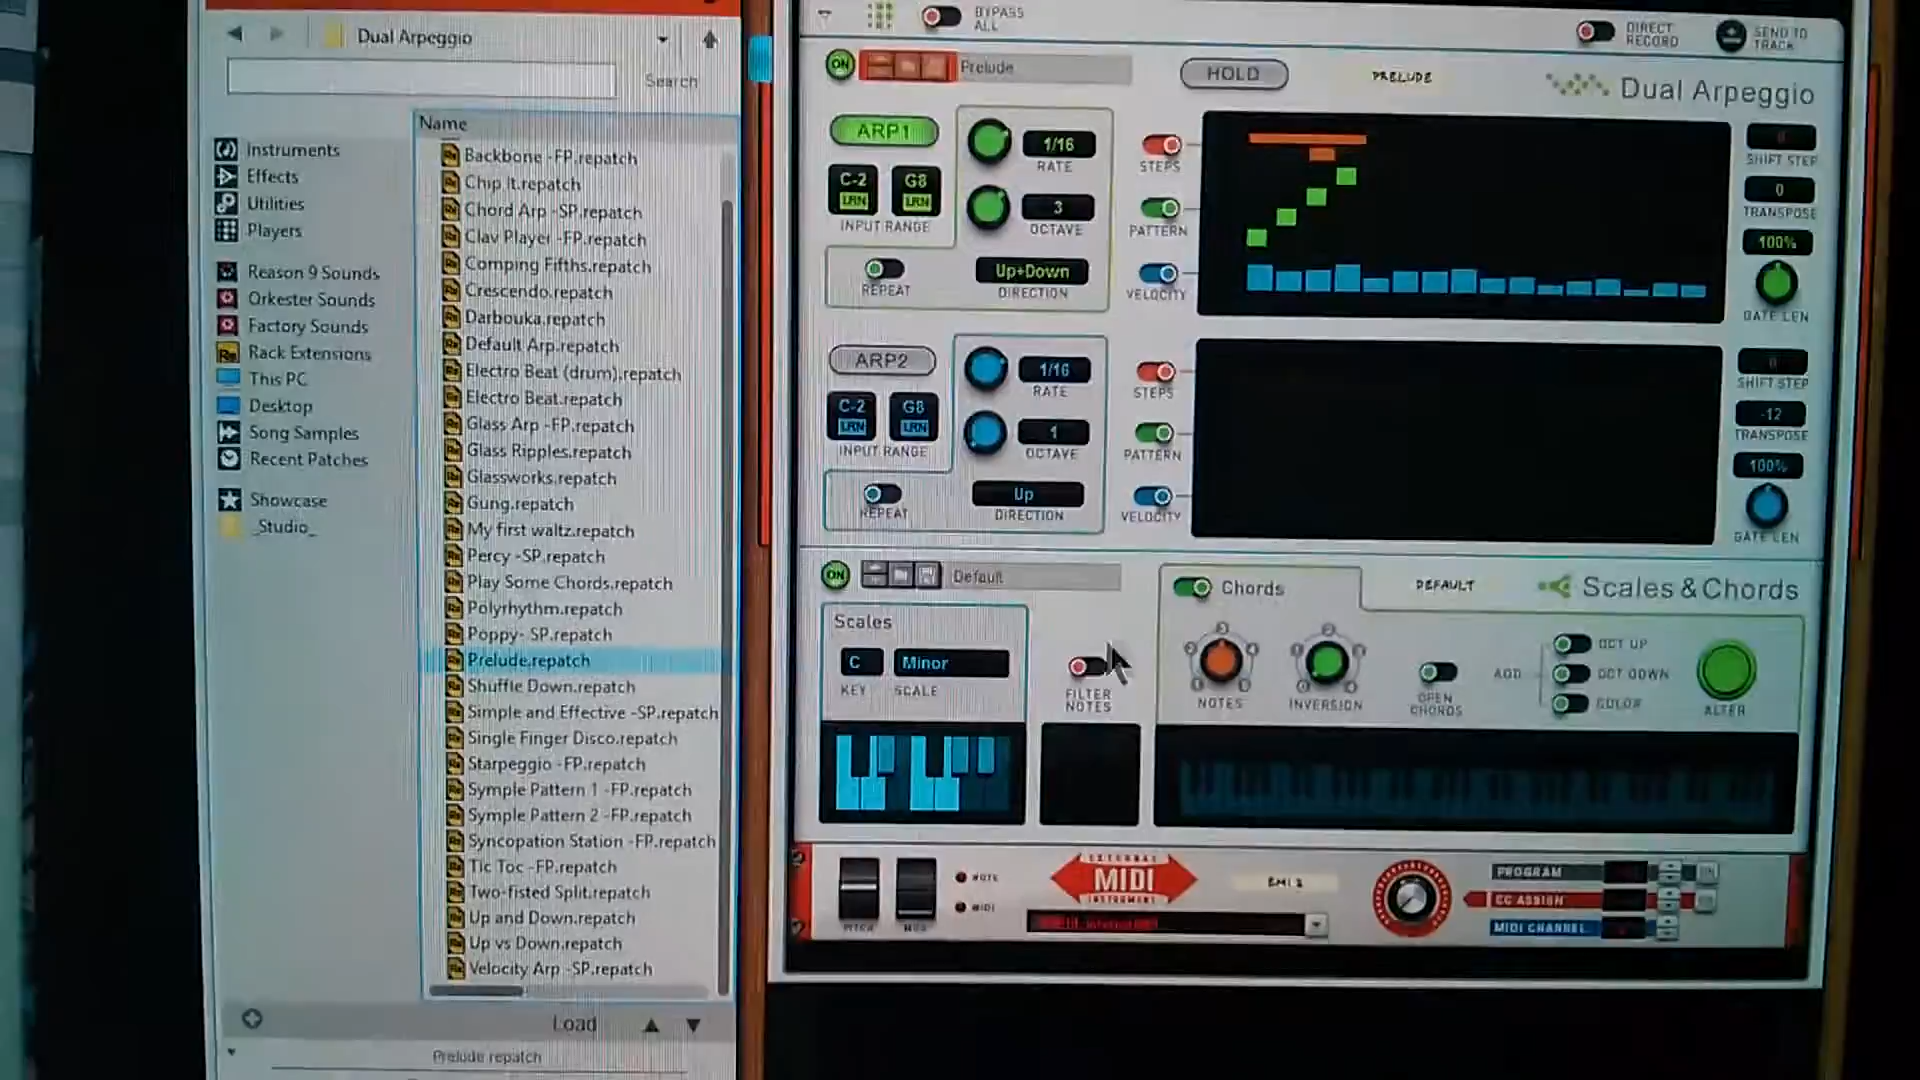 Dual Arpeggio
Search
Instruments
Effects
Utilities
Players
Reason 9 Sounds
Orkester Sounds
Factory Sounds
Rack Extensions
This PC
Desktop
Song Samples
Recent Patches
Showcase
_Studio_
Name
Backbone -FP.repatch
Chip It.repatch
Chord Arp -SP.repatch
Clav Player -FP.repatch
Comping Fifths.repatch
Crescendo.repatch
Darbouka.repatch
Default Arp.repatch
Electro Beat (drum).repatch
Electro Beat.repatch
Glass Arp -FP.repatch
Glass Ripples.repatch
Glassworks.repatch
Gung.repatch
My first waltz.repatch
Percy -SP.repatch
Play Some Chords.repatch
Polyrhythm.repatch
Poppy- SP.repatch
Prelude.repatch
Shuffle Down.repatch
Simple and Effective -SP.repatch
Single Finger Disco.repatch
Starpeggio -FP.repatch
Symple Pattern 1 -FP.repatch
Symple Pattern 2 -FP.repatch
Syncopation Station -FP.repatch
Tic Toc -FP.repatch
Two-fisted Split.repatch
Up and Down.repatch
Up vs Down.repatch
Velocity Arp -SP.repatch
Load
Prelude.repatch
BYPASS
ALL
DIRECT
RECORD
SEND TO
TRACK
ON
Prelude
HOLD
PRELUDE
Dual Arpeggio
ARP1
1/16
RATE
STEPS
0
SHIFT STEP
C-2
LRN
G8
LRN
INPUT RANGE
3
OCTAVE
PATTERN
0
TRANSPOSE
REPEAT
Up+Down
DIRECTION
VELOCITY
100%
GATE LEN
ARP2
1/16
RATE
STEPS
0
SHIFT STEP
C-2
LRN
G8
LRN
INPUT RANGE
1
OCTAVE
PATTERN
-12
TRANSPOSE
REPEAT
Up
DIRECTION
VELOCITY
100%
GATE LEN
ON
Default
Chords
DEFAULT
Scales & Chords
Scales
C
KEY
Minor
SCALE
FILTER
NOTES
NOTES
INVERSION
OPEN
CHORDS
ADD
OCT UP
OCT DOWN
COLOR
ALTER
PITCH
MOD
NOTE
MIDI
EXTERNAL
MIDI
INSTRUMENT
EMI 2
PROGRAM
ON
CC ASSIGN
MIDI CHANNEL